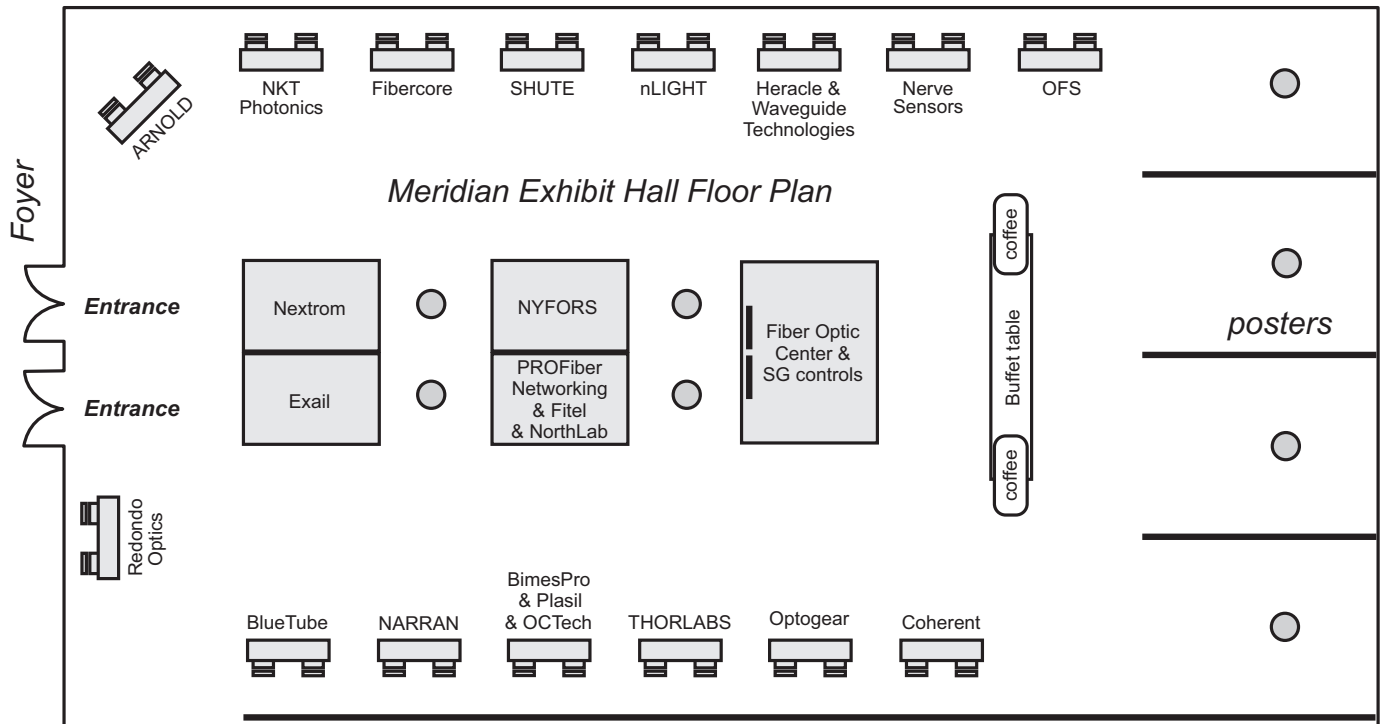 Foyer
ARNOLD
NKT
Photonics
Fibercore
SHUTE
nLIGHT
Heracle &
Waveguide
Technologies
Nerve
Sensors
OFS
Meridian Exhibit Hall Floor Plan
Entrance
Entrance
Nextrom
Exail
NYFORS
PROFiber
Networking
& Fitel
& NorthLab
Fiber Optic
Center &
SG controls
coffee
Buffet table
coffee
posters
Redondo
Optics
BlueTube
NARRAN
BimesPro
& Plasil
& OCTech
THORLABS
Optogear
Coherent